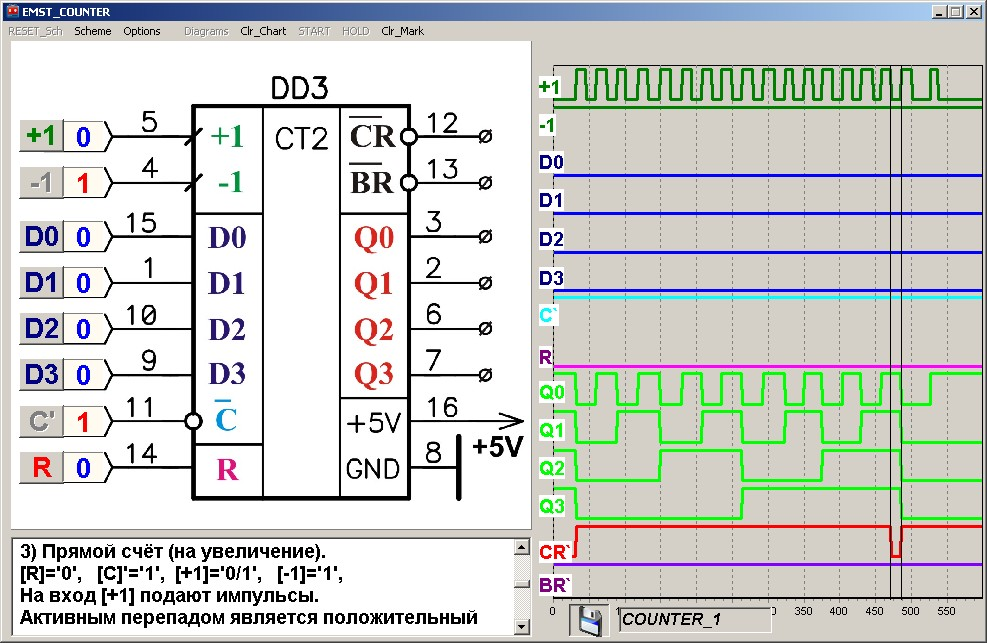 EMST_COUNTER
RESET_Sch Scheme Options Diagrams Clr_Chart START HOLD Clr_Mark
DD3
+1 0 5 +1 CT2 CR 12
-1 1 4 -1 BR 13
D0 0 15 D0 Q0 3
D1 0 1 D1 Q1 2
D2 0 10 D2 Q2 6
D3 0 9 D3 Q3 7
C' 1 11 C +5V 16
+5V
R 0 14 R GND 8
+1
-1
D0
D1
D2
D3
C`
R
Q0
Q1
Q2
Q3
CR`
BR`
0 350 400 450 500 550
COUNTER_1
3) Прямой счёт (на увеличение).
[R]='0', [C]'='1', [+1]='0/1', [-1]='1',
На вход [+1] подают импульсы.
Активным перепадом является положительный